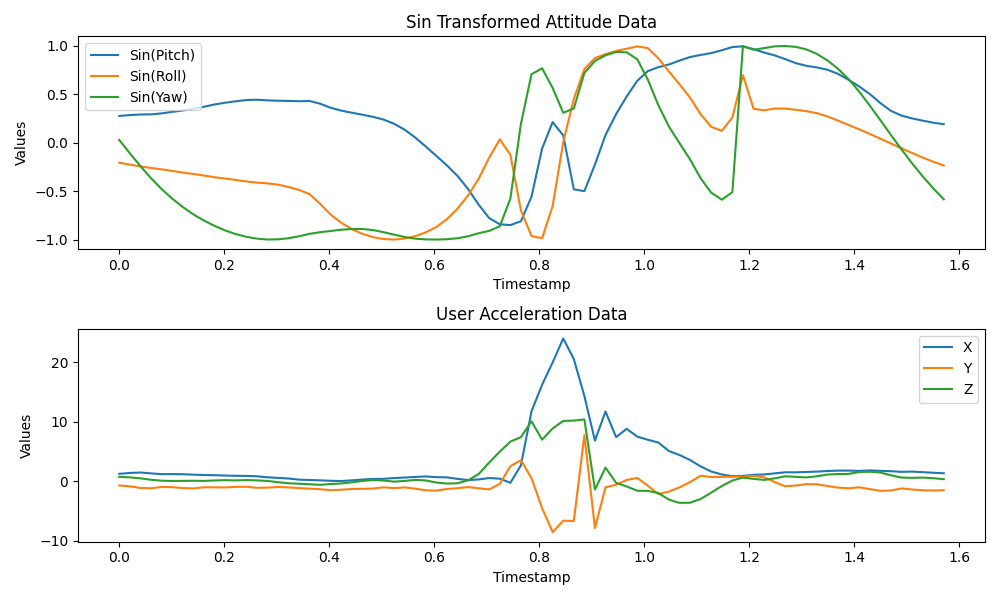 Sin Transformed Attitude Data
1.0
0.5
0.0
−0.5
−1.0
Values
Sin(Pitch)
Sin(Roll)
Sin(Yaw)
0.0 0.2 0.4 0.6 0.8 1.0 1.2 1.4 1.6
Timestamp
User Acceleration Data
20
10
0
−10
Values
X
Y
Z
0.0 0.2 0.4 0.6 0.8 1.0 1.2 1.4 1.6
Timestamp